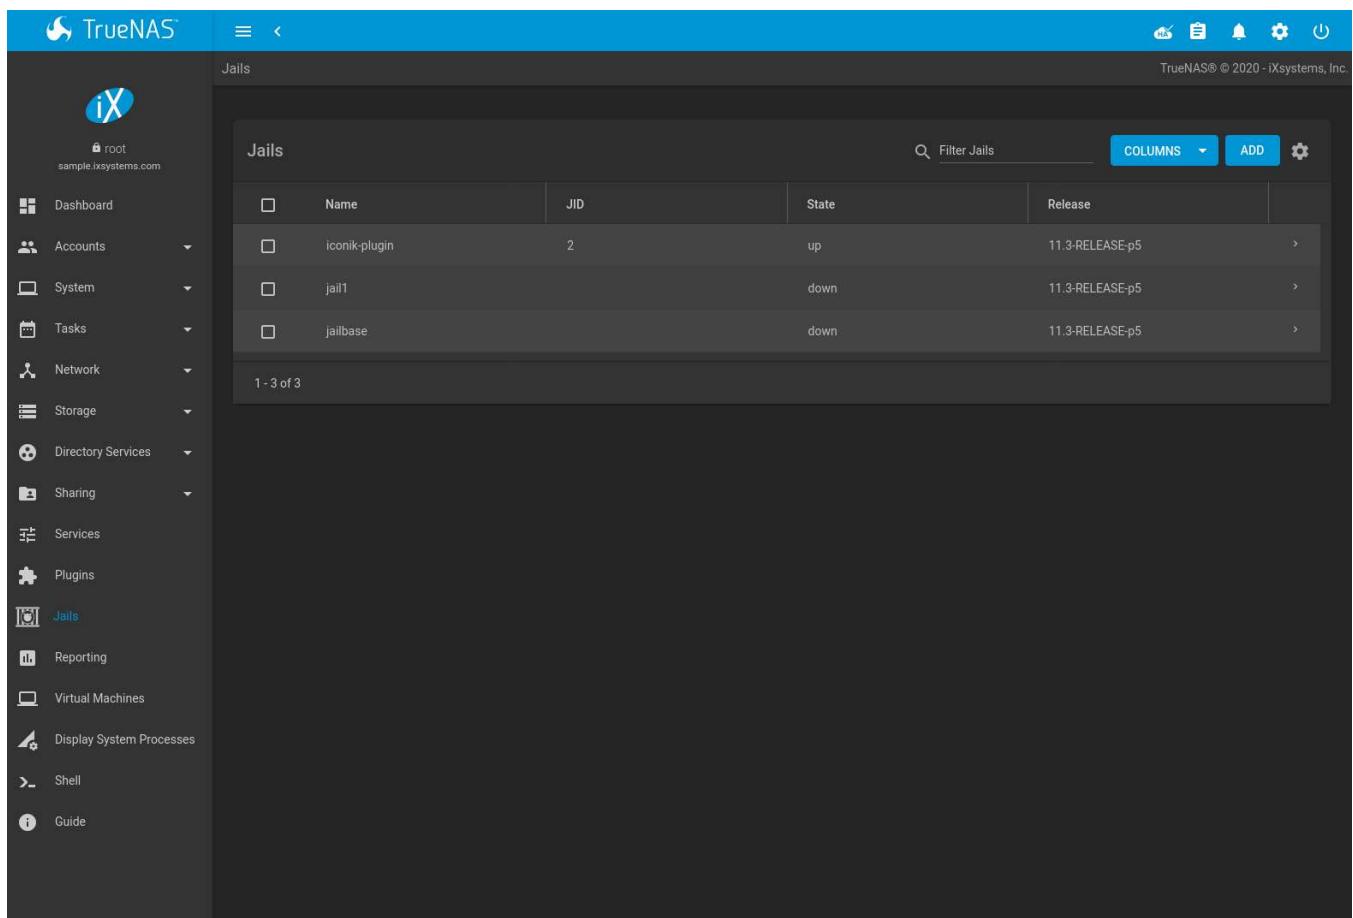 TrueNAS
HA
Jails
TrueNAS® © 2020 - iXsystems, Inc.
iX
root
sample.ixsystems.com
Dashboard
Accounts
System
Tasks
Network
Storage
Directory Services
Sharing
Services
Plugins
Jails
Reporting
Virtual Machines
Display System Processes
Shell
Guide
Jails
Filter Jails
COLUMNS
ADD
Name JID State Release
iconik-plugin 2 up 11.3-RELEASE-p5
jail1 down 11.3-RELEASE-p5
jailbase down 11.3-RELEASE-p5
1 - 3 of 3